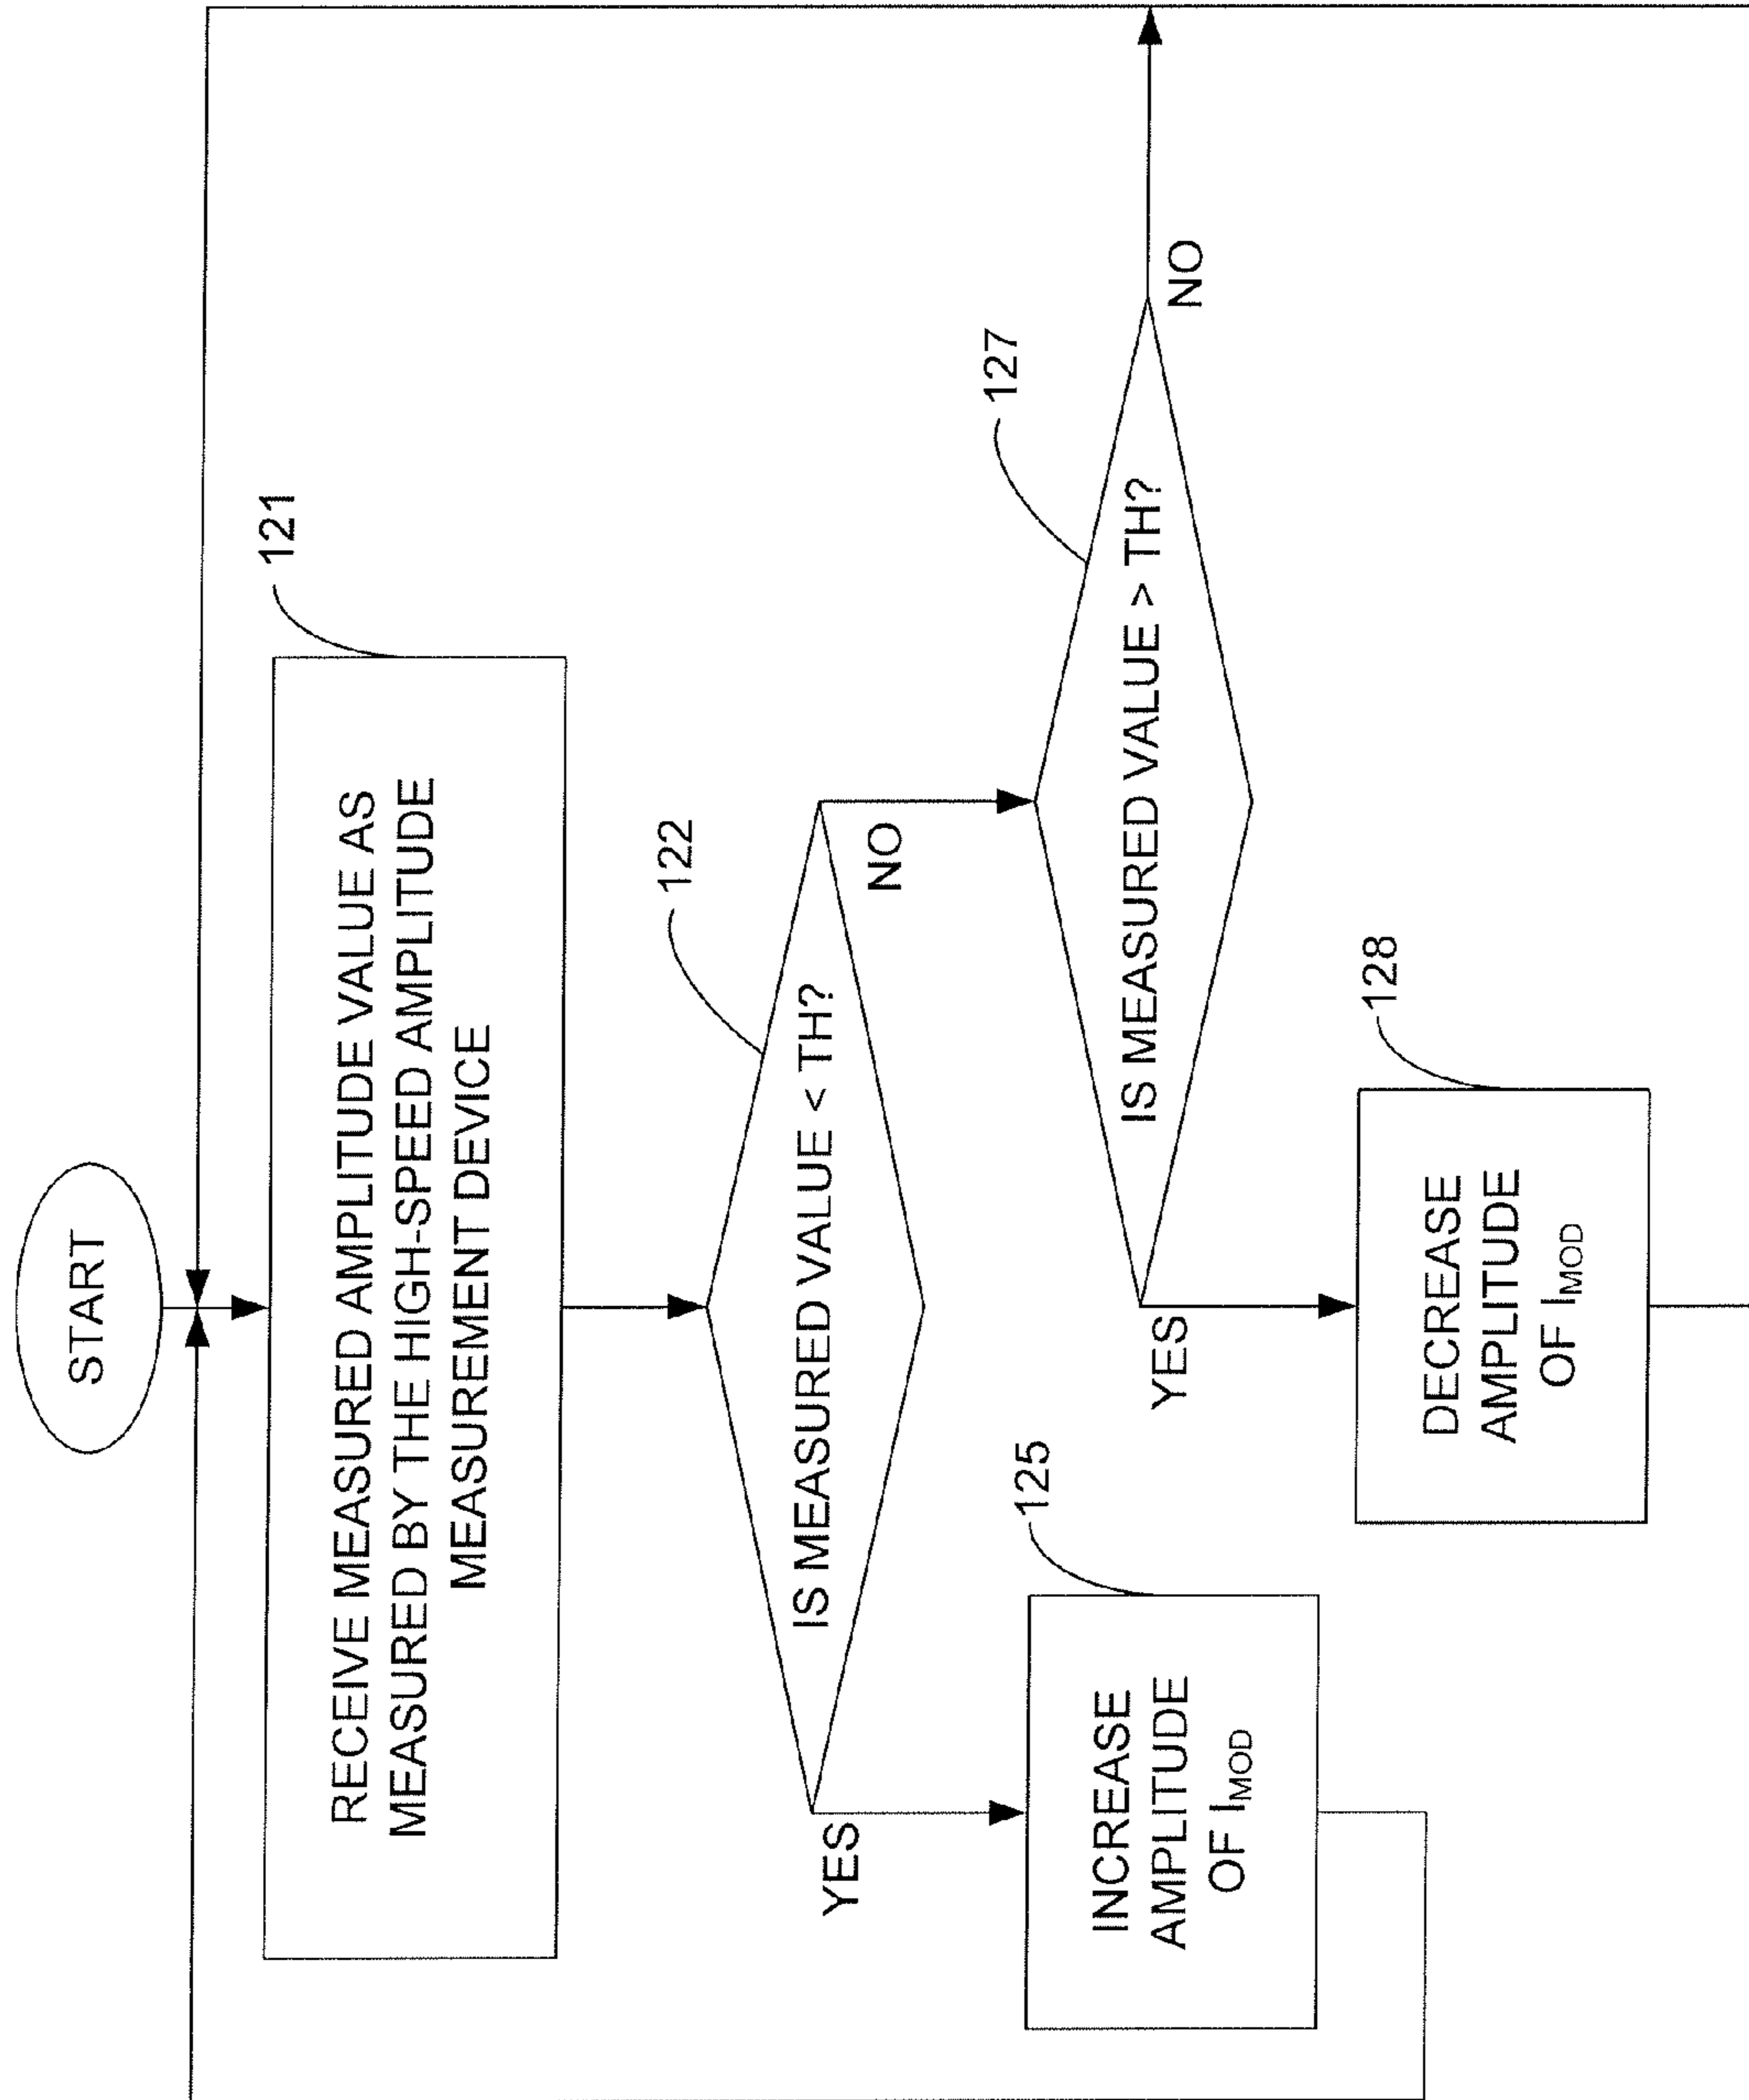 START
121
RECEIVE MEASURED AMPLITUDE VALUE AS
MEASURED BY THE HIGH-SPEED AMPLITUDE
MEASUREMENT DEVICE
122
IS MEASURED VALUE < TH?
YES
NO
125
INCREASE
AMPLITUDE
OF IMOD
127
IS MEASURED VALUE > TH?
YES
NO
128
DECREASE
AMPLITUDE
OF IMOD